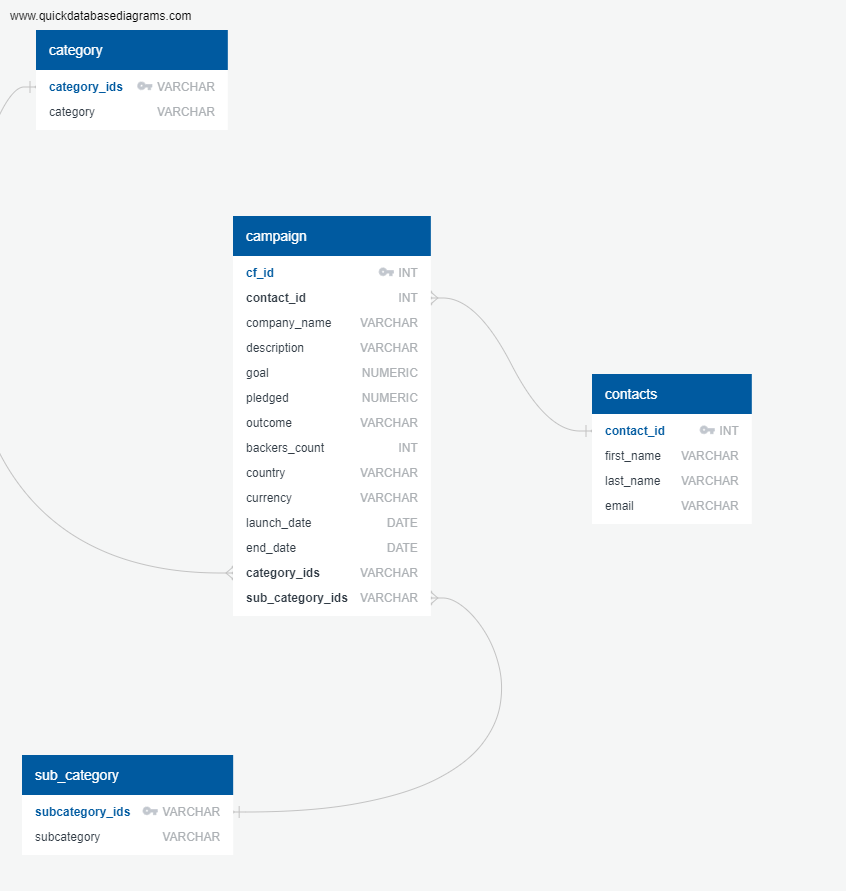 www.quickdatabasediagrams.com
category
category_ids VARCHAR
category VARCHAR
campaign
cf_id INT
contact_id INT
company_name VARCHAR
description VARCHAR
goal NUMERIC
pledged NUMERIC
outcome VARCHAR
backers_count INT
country VARCHAR
currency VARCHAR
launch_date DATE
end_date DATE
category_ids VARCHAR
sub_category_ids VARCHAR
contacts
contact_id INT
first_name VARCHAR
last_name VARCHAR
email VARCHAR
sub_category
subcategory_ids VARCHAR
subcategory VARCHAR